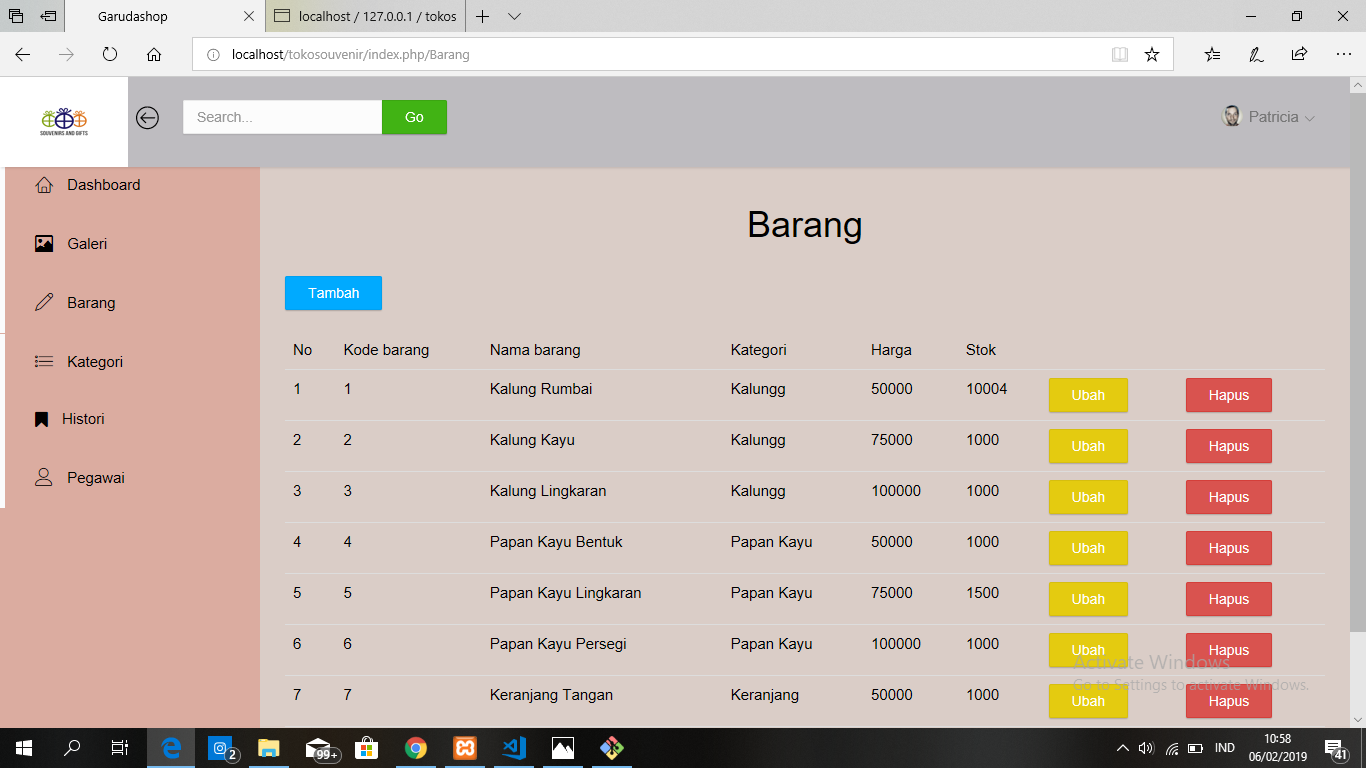 Garudashop
localhost / 127.0.0.1 / tokos
localhost/tokosouvenir/index.php/Barang
SOUVENIRS AND GIFTS
Search...
Go
Patricia
Dashboard
Galeri
Barang
Kategori
Histori
Pegawai
Barang
Tambah
No Kode barang Nama barang Kategori Harga Stok
1 1 Kalung Rumbai Kalungg 50000 10004 Ubah Hapus
2 2 Kalung Kayu Kalungg 75000 1000 Ubah Hapus
3 3 Kalung Lingkaran Kalungg 100000 1000 Ubah Hapus
4 4 Papan Kayu Bentuk Papan Kayu 50000 1000 Ubah Hapus
5 5 Papan Kayu Lingkaran Papan Kayu 75000 1500 Ubah Hapus
6 6 Papan Kayu Persegi Papan Kayu 100000 1000 Ubah Hapus
7 7 Keranjang Tangan Keranjang 50000 1000 Ubah Hapus
Activate Windows
Go to Settings to activate Windows.
2
99+
IND
10:58
06/02/2019
41